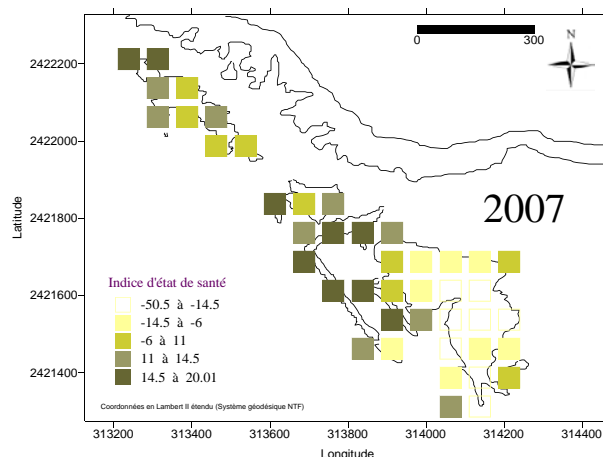 0 300
N
2422200
2422000
2421800
2421600
2421400
Latitude
2007
Indice d'état de santé
-50.5 à -14.5
-14.5 à -6
-6 à 11
11 à 14.5
14.5 à 20.01
Coordonnées en Lambert II étendu (Système géodésique NTF)
313200 313400 313600 313800 314000 314200 314400
Longitude